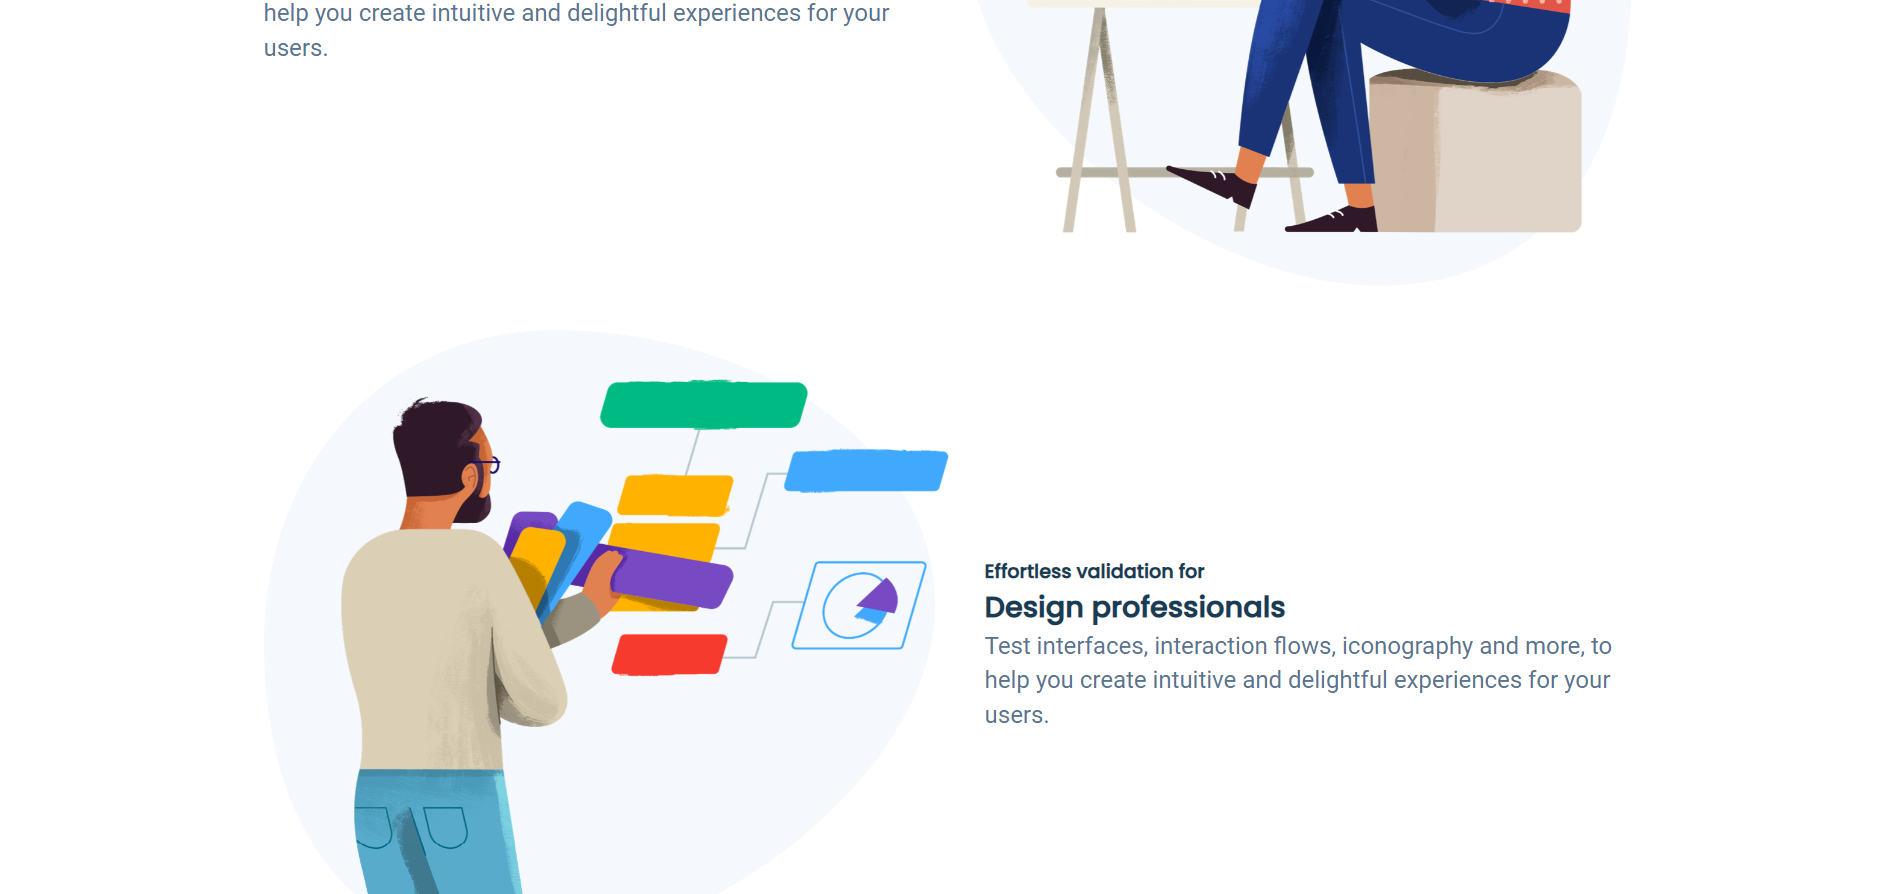 help you create intuitive and delightful experiences for your
users.
Effortless validation for
Design professionals
Test interfaces, interaction flows, iconography and more, to
help you create intuitive and delightful experiences for your
users.